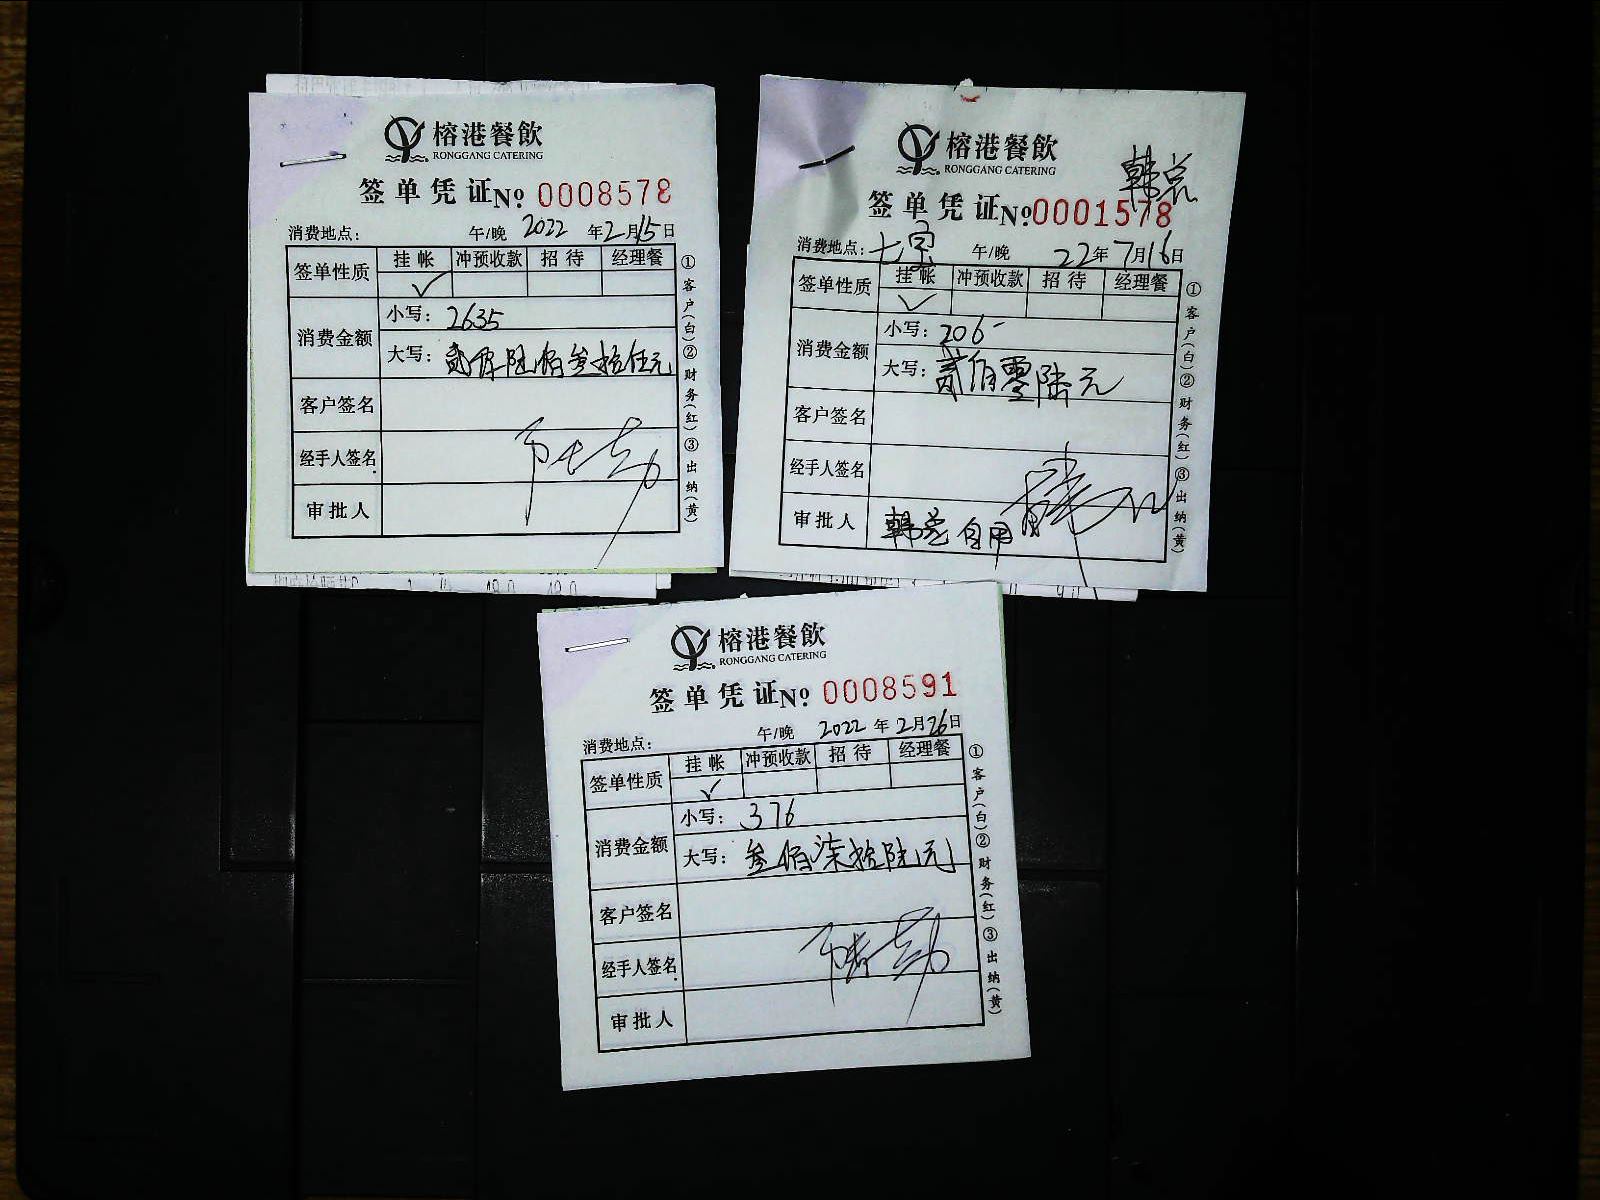 榕港餐飲
RONGGANG CATERING
签单凭证 № 0008578
消费地点： 午/晚 2022 年 2月 15日
签单性质 挂帐 冲预收款 招待 经理餐
✓
消费金额 小写：2635
大写：贰仟陆佰叁拾伍元
客户签名
经手人签名
审批人
①客户(白)②财务(红)③出纳(黄)
榕港餐飲
RONGGANG CATERING
韩总
签单凭证 № 0001578
消费地点： 午/晚 22年 7月 16日
签单性质 挂帐 冲预收款 招待 经理餐
✓
消费金额 小写：206-
大写：贰佰零陆元
客户签名
经手人签名
审批人 韩总自用
①客户(白)②财务(红)③出纳(黄)
榕港餐飲
RONGGANG CATERING
签单凭证 № 0008591
消费地点： 午/晚 2022 年 2月 26日
签单性质 挂帐 冲预收款 招待 经理餐
✓
消费金额 小写：376
大写：叁佰柒拾陆元
客户签名
经手人签名
审批人
①客户(白)②财务(红)③出纳(黄)